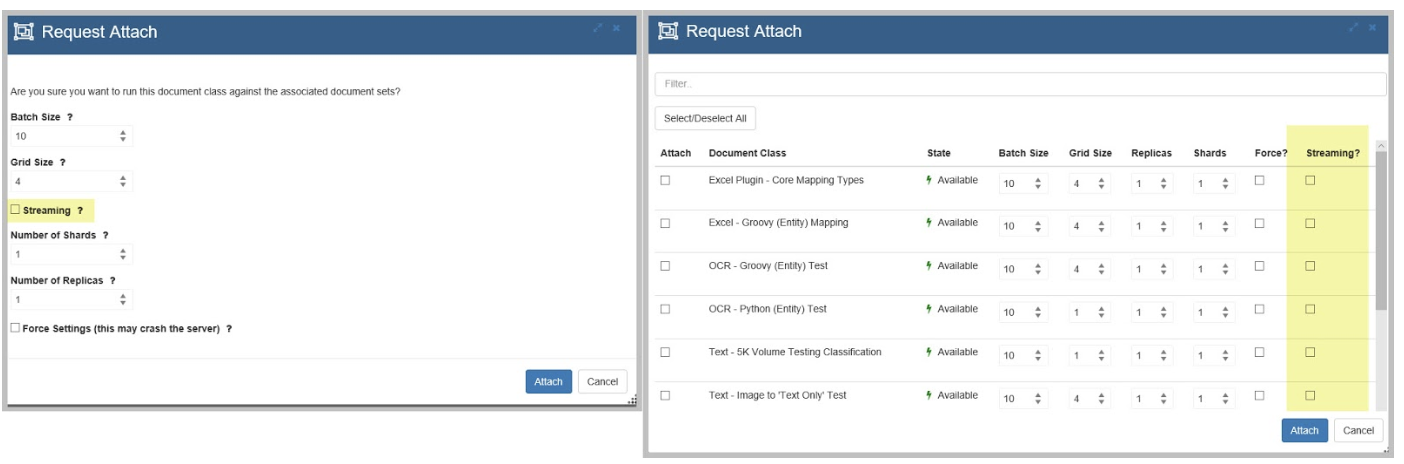 Request Attach
Are you sure you want to run this document class against the associated document sets?
Batch Size ?
10
Grid Size ?
4
Streaming ?
Number of Shards ?
1
Number of Replicas ?
1
Force Settings (this may crash the server) ?
Attach Cancel
Request Attach
Filter..
Select/Deselect All
Attach Document Class State Batch Size Grid Size Replicas Shards Force? Streaming?
Excel Plugin - Core Mapping Types Available 10 4 1 1
Excel - Groovy (Entity) Mapping Available 10 4 1 1
OCR - Groovy (Entity) Test Available 10 4 1 1
OCR - Python (Entity) Test Available 10 1 1 1
Text - 5K Volume Testing Classification Available 10 1 1 1
Text - Image to 'Text Only' Test Available 10 4 1 1
Attach Cancel